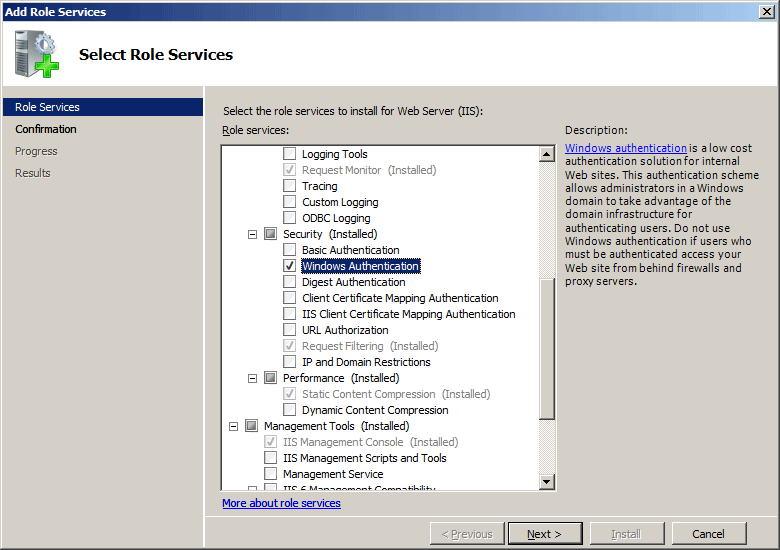 Add Role Services
Select Role Services
Role Services
Confirmation
Progress
Results
Select the role services to install for Web Server (IIS):
Role services:
Logging Tools
Request Monitor (Installed)
Tracing
Custom Logging
ODBC Logging
Security (Installed)
Basic Authentication
Windows Authentication
Digest Authentication
Client Certificate Mapping Authentication
IIS Client Certificate Mapping Authentication
URL Authorization
Request Filtering (Installed)
IP and Domain Restrictions
Performance (Installed)
Static Content Compression (Installed)
Dynamic Content Compression
Management Tools (Installed)
IIS Management Console (Installed)
IIS Management Scripts and Tools
Management Service
IIS 6 Management Compatibility
More about role services
Description:
Windows authentication is a low cost
authentication solution for internal
Web sites. This authentication scheme
allows administrators in a Windows
domain to take advantage of the
domain infrastructure for
authenticating users. Do not use
Windows authentication if users who
must be authenticated access your
Web site from behind firewalls and
proxy servers.
< Previous
Next >
Install
Cancel